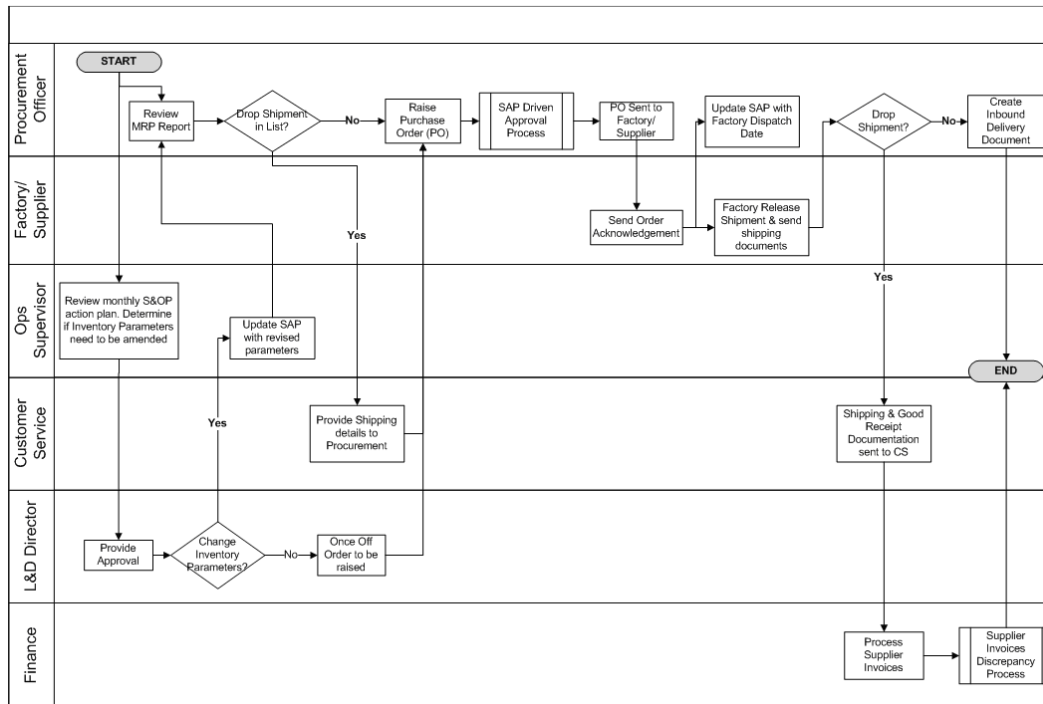 Procurement
Officer
START
Review
MRP Report
Drop Shipment
in List?
No
Raise
Purchase
Order (PO)
SAP Driven
Approval
Process
PO Sent to
Factory/
Supplier
Update SAP with
Factory Dispatch
Date
Drop
Shipment?
No
Create
Inbound
Delivery
Document
Factory/
Supplier
Yes
Send Order
Acknowledgement
Factory Release
Shipment & send
shipping
documents
Ops
Supervisor
Review monthly S&OP
action plan. Determine
if Inventory Parameters
need to be amended
Update SAP
with revised
parameters
Yes
END
Customer
Service
Yes
Provide Shipping
details to
Procurement
Shipping & Good
Receipt
Documentation
sent to CS
L&D Director
Provide
Approval
Change
Inventory
Parameters?
No
Once Off
Order to be
raised
Finance
Process
Supplier
Invoices
Supplier
Invoices
Discrepancy
Process